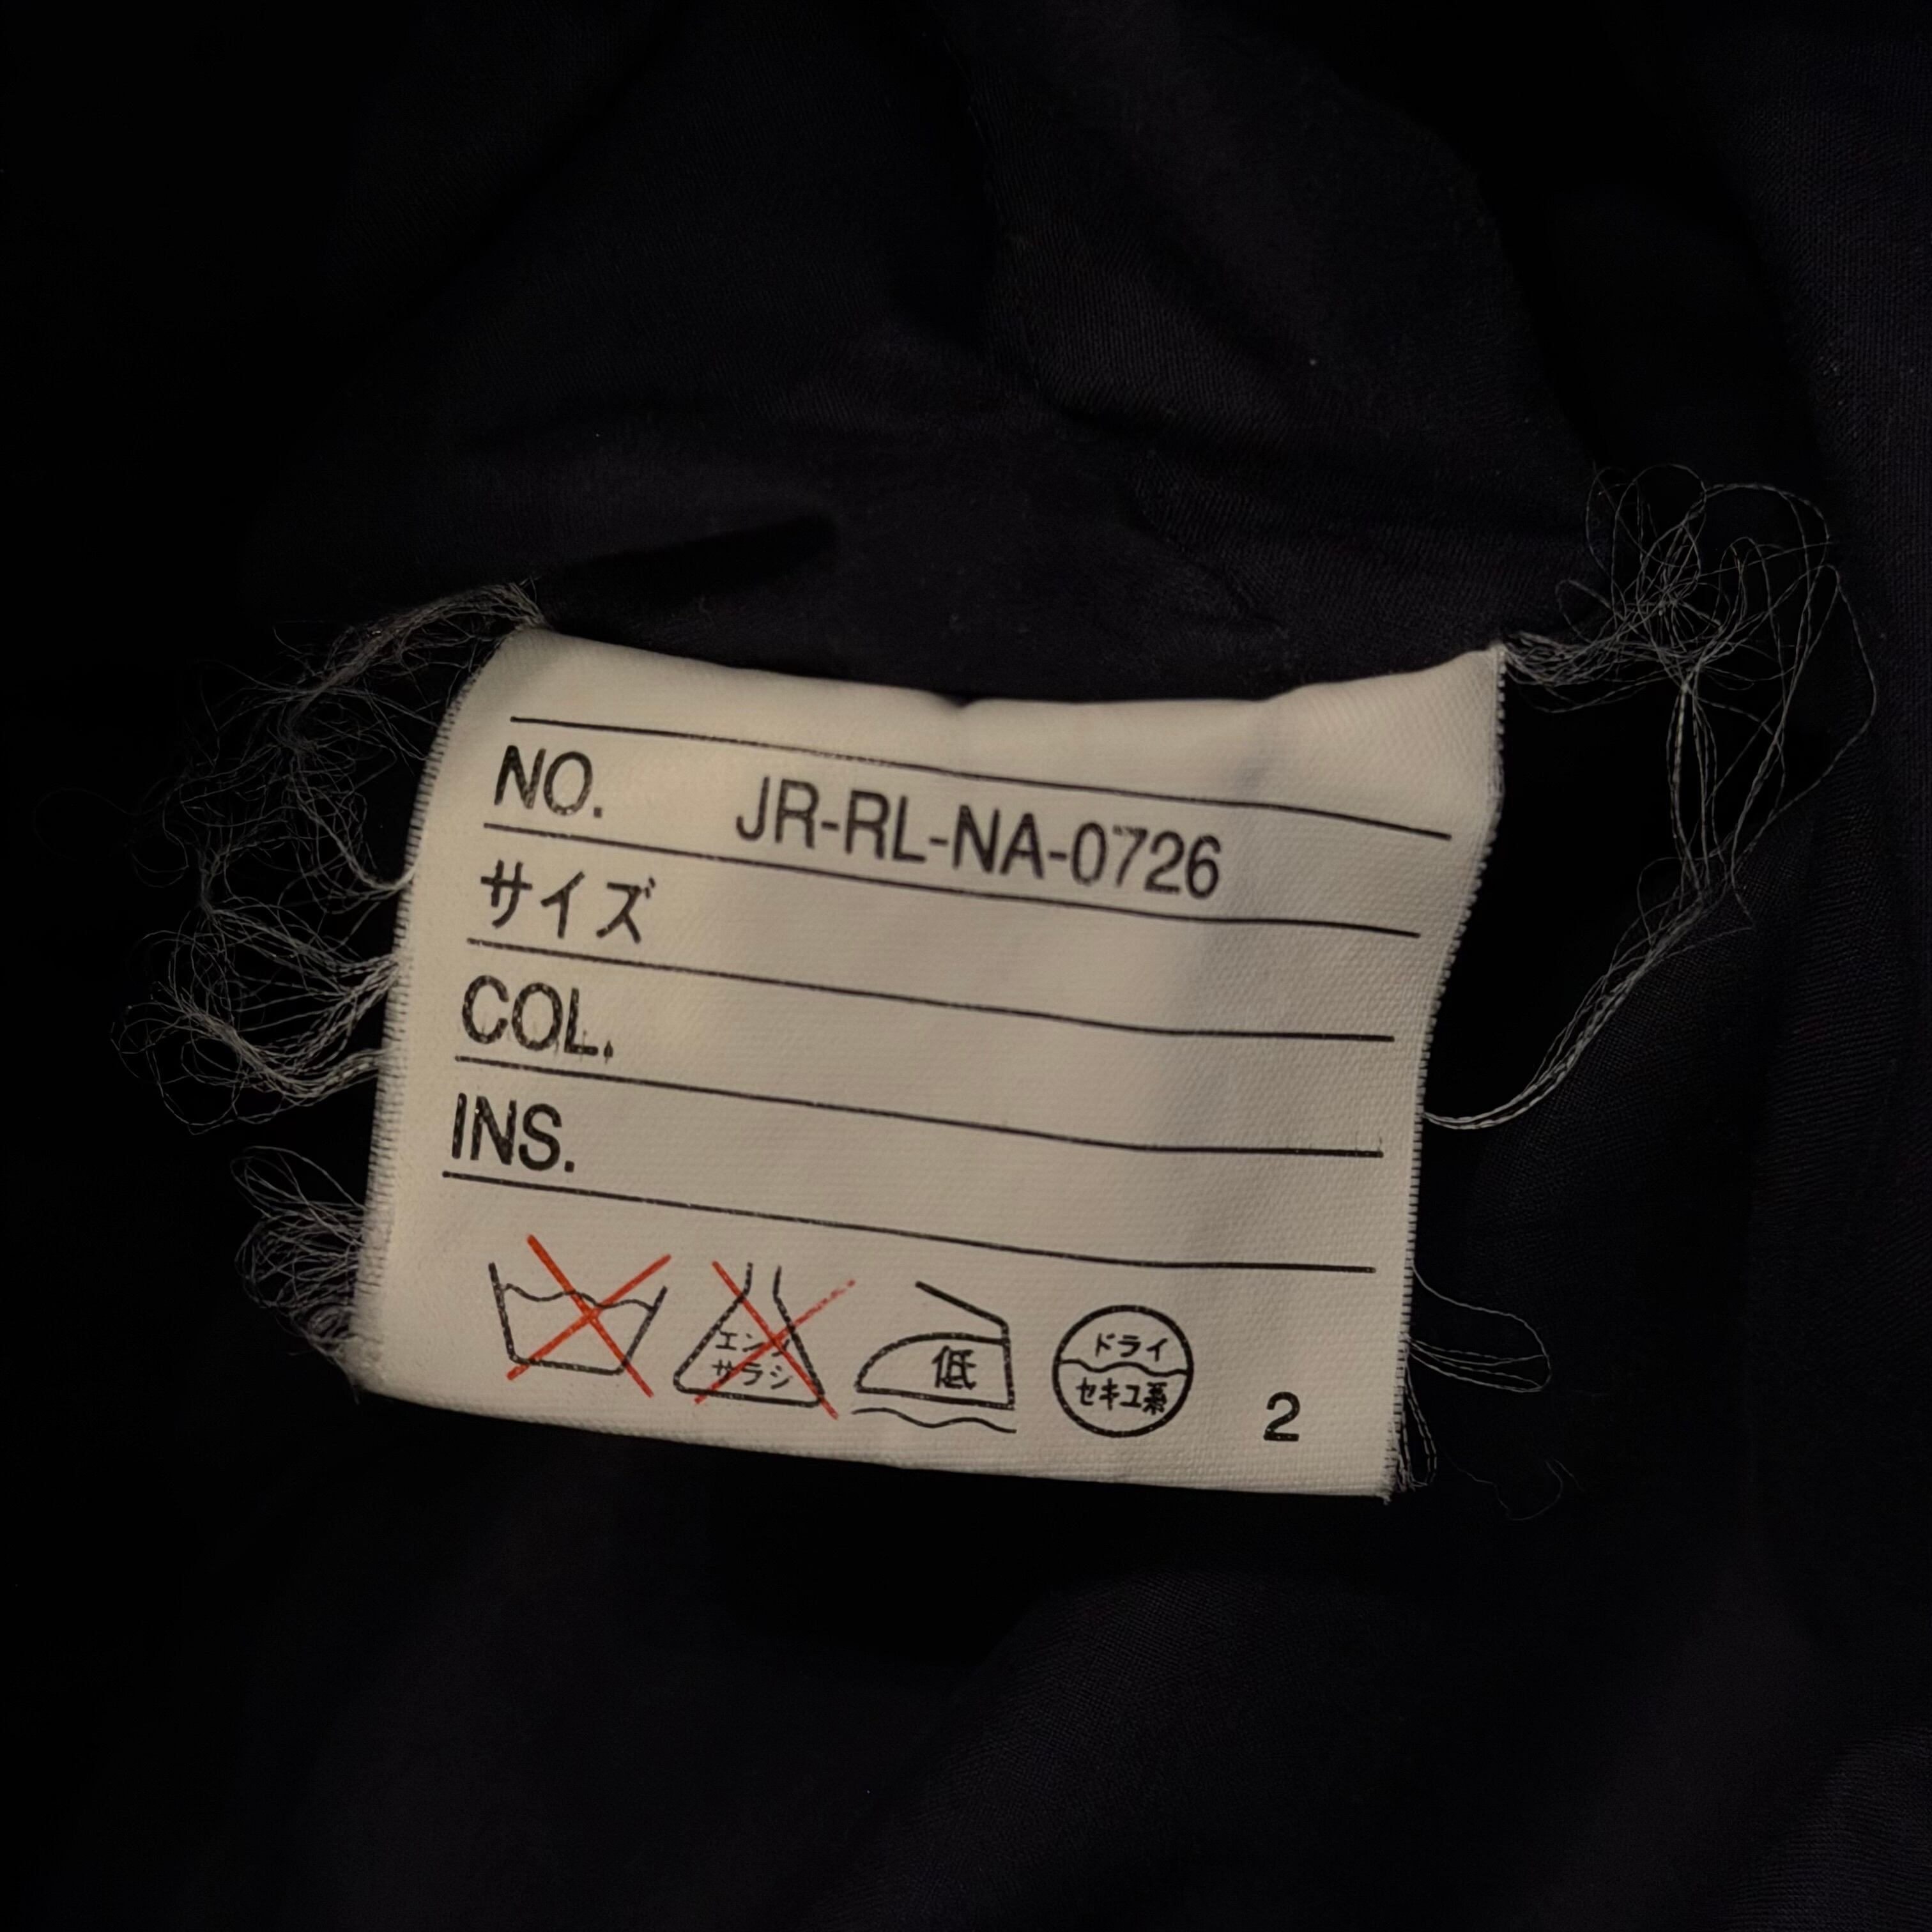 NO. JR-RL-NA-0726
サイズ
COL.
INS.
エンソ
サラシ
低
ドライ
セキユ系
2